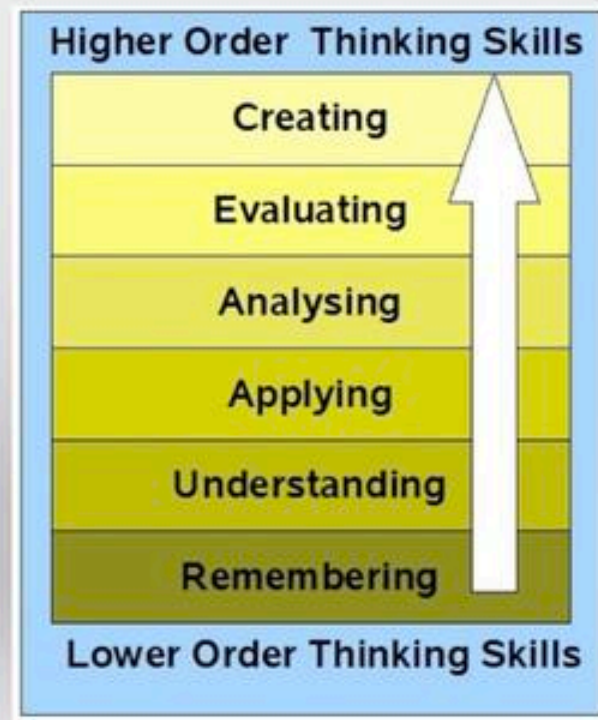 Higher Order Thinking Skills
Creating
Evaluating
Analysing
Applying
Understanding
Remembering
Lower Order Thinking Skills